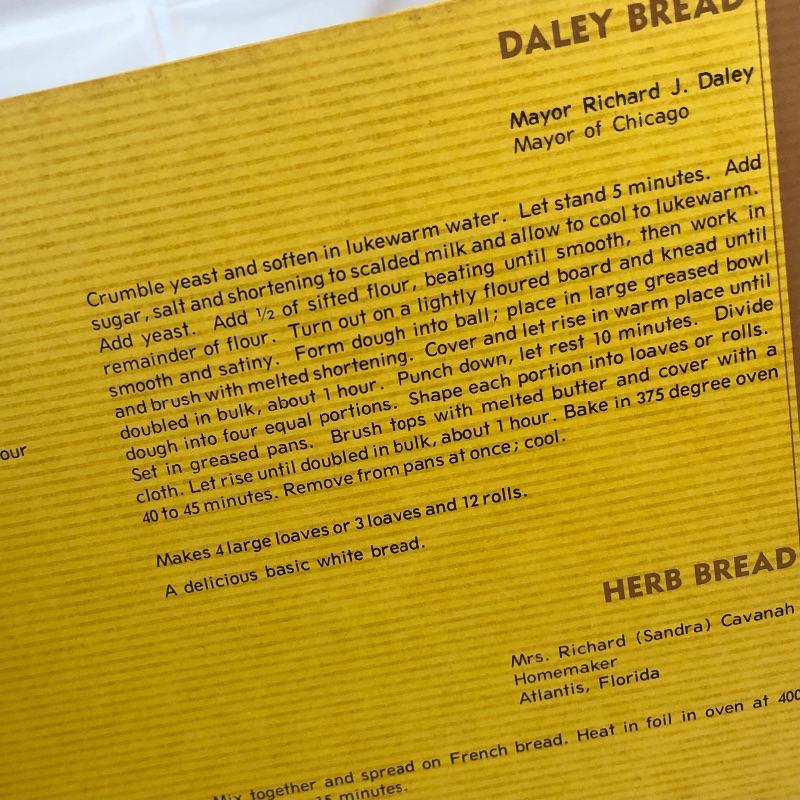 DALEY BREAD
Mayor Richard J. Daley
Mayor of Chicago
Crumble yeast and soften in lukewarm water. Let stand 5 minutes. Add
sugar, salt and shortening to scalded milk and allow to cool to lukewarm.
Add yeast. Add 1/2 of sifted flour, beating until smooth, then work in
remainder of flour. Turn out on a lightly floured board and knead until
smooth and satiny. Form dough into ball; place in large greased bowl
and brush with melted shortening. Cover and let rise in warm place until
doubled in bulk, about 1 hour. Punch down, let rest 10 minutes. Divide
dough into four equal portions. Shape each portion into loaves or rolls.
Set in greased pans. Brush tops with melted butter and cover with a
cloth. Let rise until doubled in bulk, about 1 hour. Bake in 375 degree oven
40 to 45 minutes. Remove from pans at once; cool.
our
Makes 4 large loaves or 3 loaves and 12 rolls.
A delicious basic white bread.
HERB BREAD
Mrs. Richard (Sandra) Cavanah
Homemaker
Atlantis, Florida
Mix together and spread on French bread. Heat in foil in oven at 400
minutes.